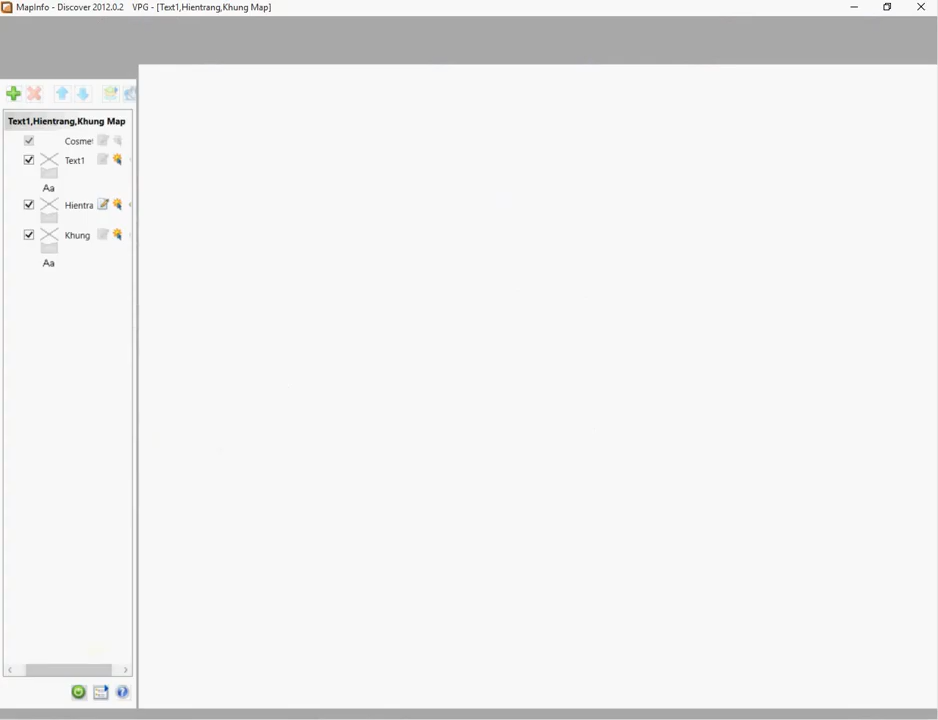 MapInfo - Discover 2012.0.2   VPG - [Text1,Hientrang,Khung Map]
Text1,Hientrang,Khung Map
Cosme
Text1
Aa
Hientra
Khung
Aa